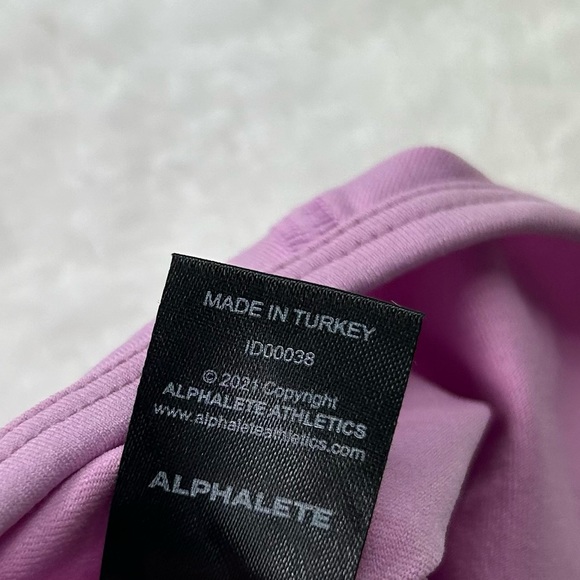 MADE IN TURKEY
ID00038
© 2021 Copyright
ALPHALETE ATHLETICS
www.alphaleteathletics.com
ALPHALETE